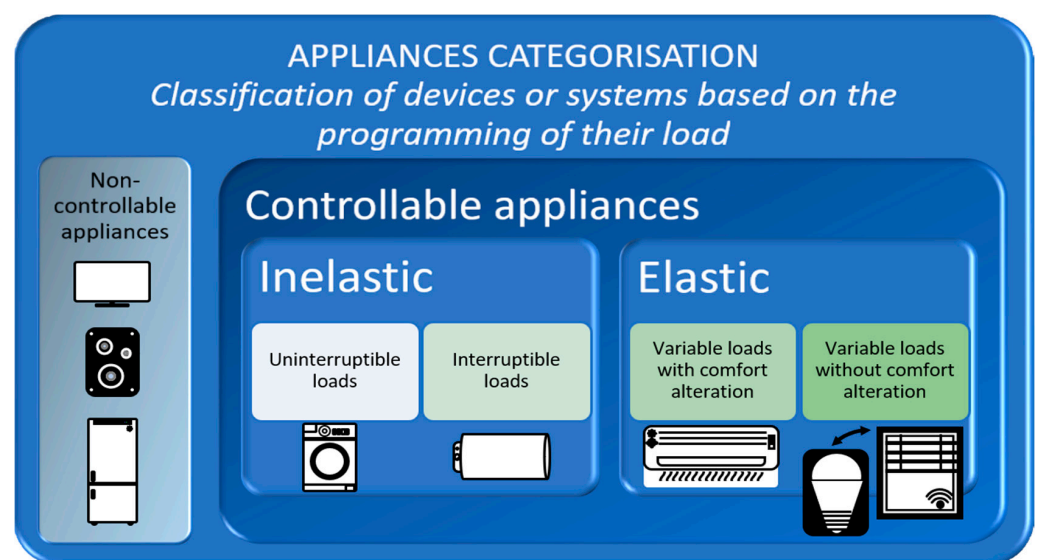 APPLIANCES CATEGORISATION
Classification of devices or systems based on the
programming of their load
Non-
controllable
appliances
Controllable appliances
Inelastic
Uninterruptible
loads
Interruptible
loads
Elastic
Variable loads
with comfort
alteration
Variable loads
without comfort
alteration